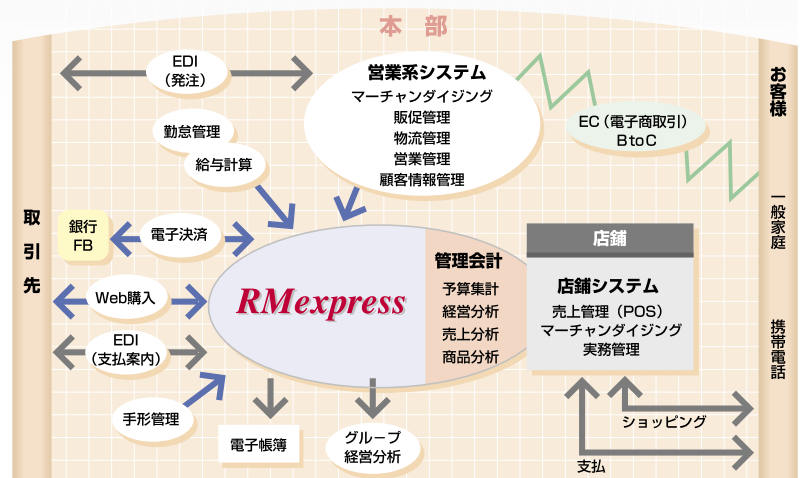 本部
EDI
（発注）
営業系システム
マーチャンダイジング
販促管理
物流管理
営業管理
顧客情報管理
EC（電子商取引）
BtoC
お客様
一般家庭
携帯電話
勤怠管理
給与計算
取引先
銀行
FB
電子決済
Web購入
EDI
（支払案内）
手形管理
RMexpress
管理会計
予算集計
経営分析
売上分析
商品分析
店舗
店舗システム
売上管理（POS）
マーチャンダイジング
実務管理
電子帳簿
グループ
経営分析
ショッピング
支払